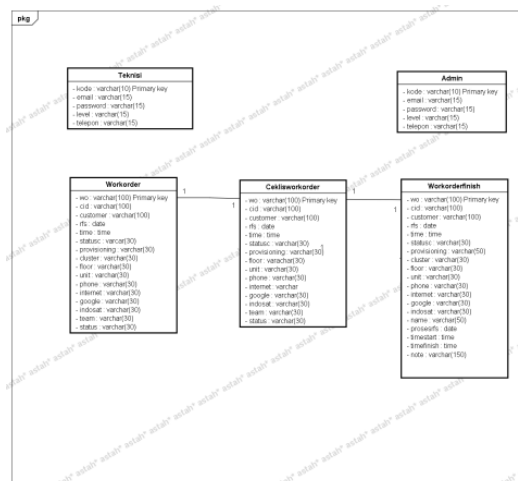 pkg
Teknisi
- kode : varchar(10) Primary key
- email : varchar(15)
- password : varchar(15)
- level : varchar(15)
- telepon : varchar(15)
Admin
- kode : varchar(10) Primary key
- email : varchar(15)
- password : varchar(15)
- level : varchar(15)
- telepon : varchar(15)
Workorder
- wo : varchar(100) Primary key
- cid : varchar(100)
- customer : varchar(100)
- rfs : date
- time : time
- statusc : varcar(30)
- provisioning : varchar(30)
- cluster : varchar(30)
- floor : varchar(30)
- unit : varchar(30)
- phone : varchar(30)
- internet : varchar(30)
- google : varchar(30)
- indosat : varchar(30)
- team : varchar(30)
- status : varchar(30)
1
1
Ceklisworkorder
- wo : varchar(100) Primary key
- cid : varchar(100)
- customer : varchar(100)
- rfs : date
- time : time
- statusc : varchar(30)
- provisioning : varchar(30)
- floor : varchar(30)
- unit : varchar(30)
- phone : varchar(30)
- internet : varchar
- google : varchar(30)
- indosat : varchar(30)
- team : varchar(30)
- status : varchar(30)
1
1
1
Workorderfinish
- wo : varchar(100) Primary key
- cid : varchar(100)
- customer : varchar(100)
- rfs : date
- time : time
- statusc : varchar(30)
- provisioning : varchar(50)
- cluster : varchar(30)
- floor : varchar(30)
- unit : varchar(30)
- phone : varchar(30)
- internet : varchar(30)
- google : varchar(30)
- indosat : varchar(30)
- name : varchar(50)
- prosesrfs : date
- timestart : time
- timefinish : time
- note : varchar(150)